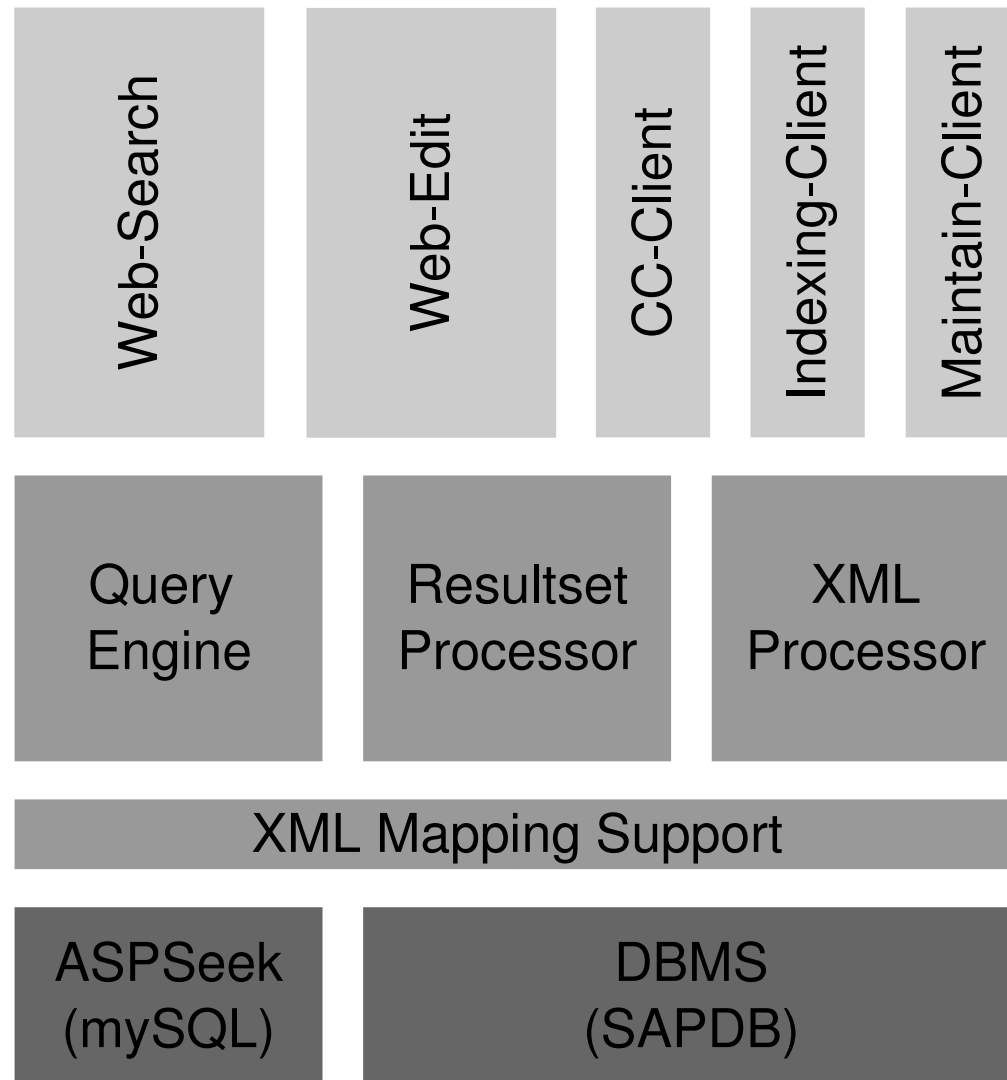 Web-Search
Web-Edit
CC-Client
Indexing-Client
Maintain-Client
Query
Engine
Resultset
Processor
XML
Processor
XML Mapping Support
ASPSeek
(mySQL)
DBMS
(SAPDB)